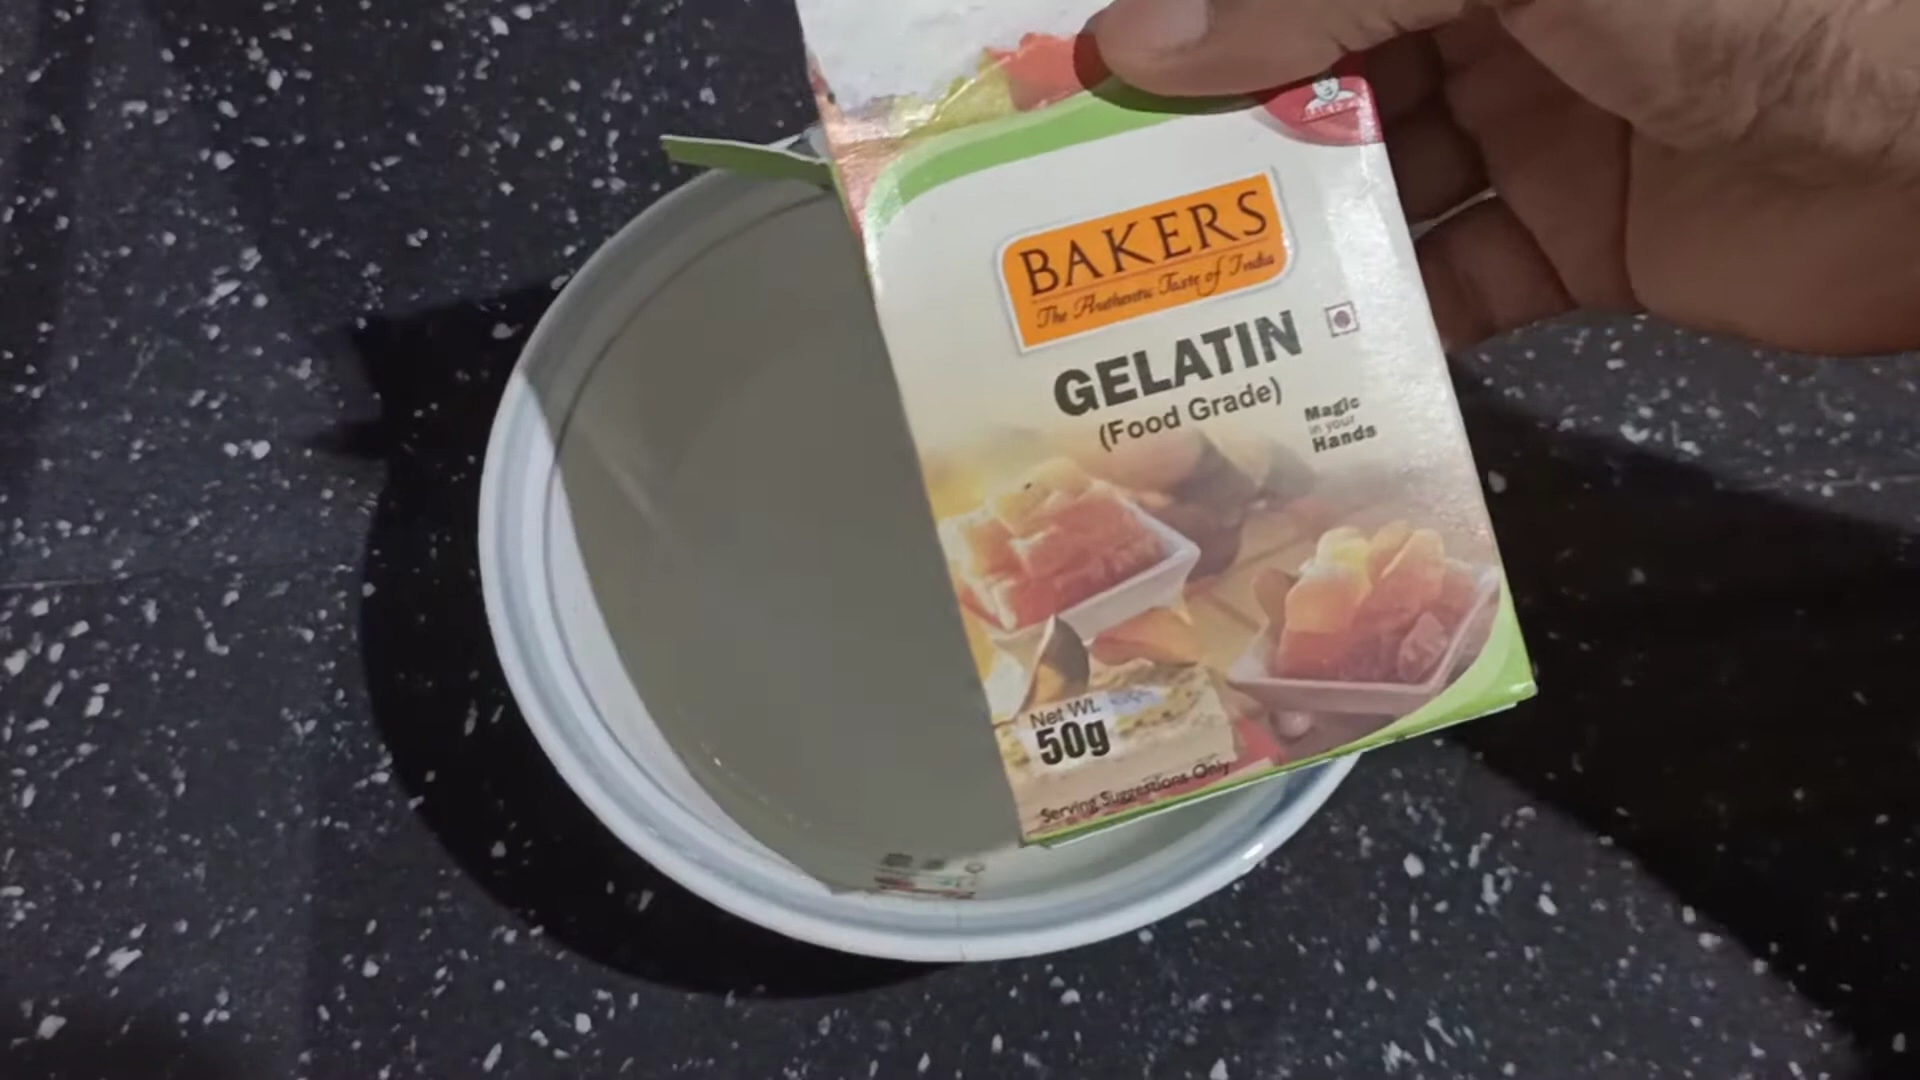 BAKERS
The Authentic Taste of India
GELATIN
(Food Grade)
Magic
in your
Hands
Net Wt.
50g
Serving Suggestions Only